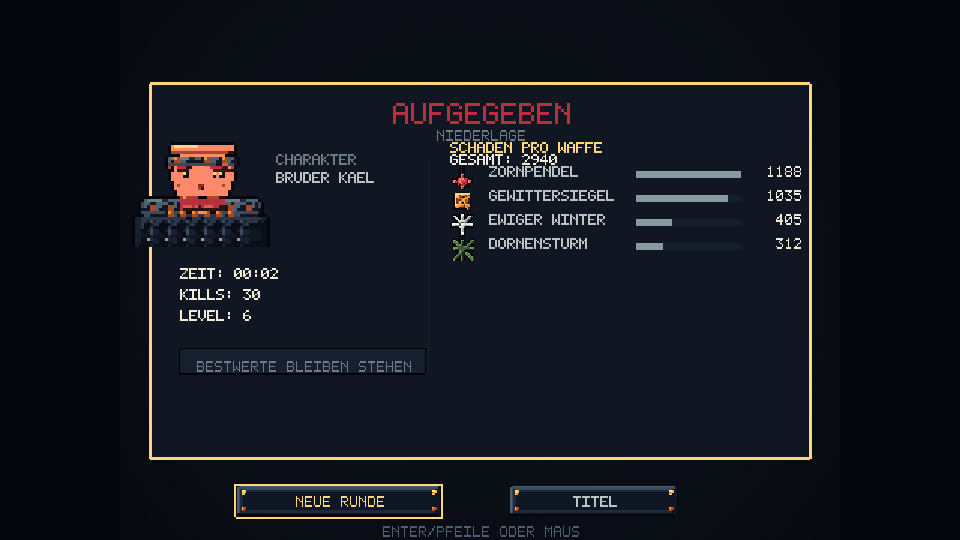 AUFGEGEBEN
NIEDERLAGE
CHARAKTER
BRUDER KAEL
ZEIT: 00:02
KILLS: 30
LEVEL: 6
BESTWERTE BLEIBEN STEHEN
SCHADEN PRO WAFFE
GESAMT: 2940
ZORNPENDEL 1188
GEWITTERSIEGEL 1035
EWIGER WINTER 405
DORNENSTURM 312
NEUE RUNDE
TITEL
ENTER/PFEILE ODER MAUS